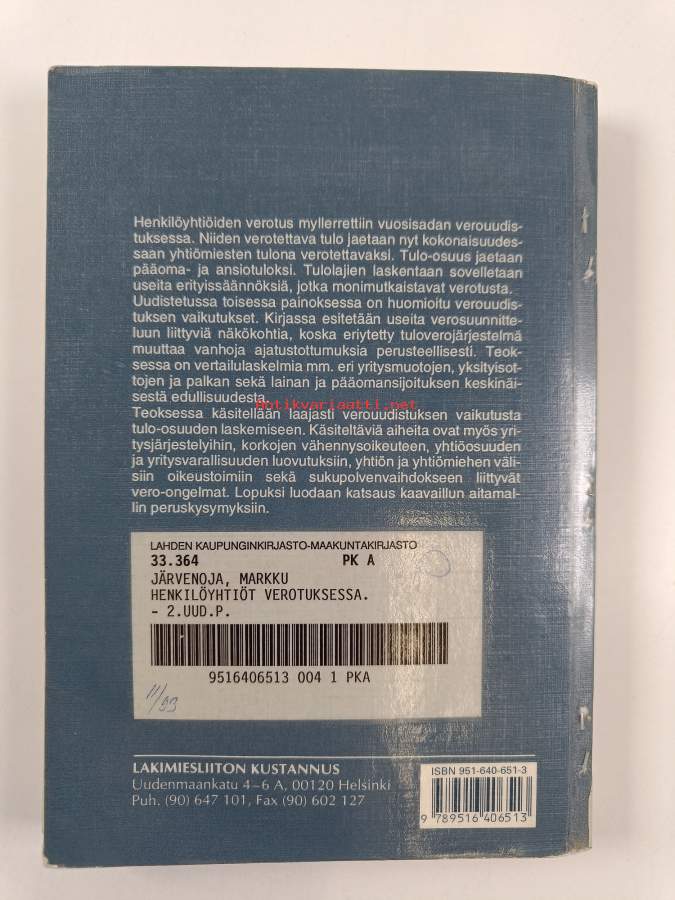 Henkilöyhtiöiden verotus myllerrettiin vuosisadan verouudis-
tuksessa. Niiden verotettava tulo jaetaan nyt kokonaisuudes-
saan yhtiömiesten tulona verotettavaksi. Tulo-osuus jaetaan
pääoma- ja ansiotuloksi. Tulolajien laskentaan sovelletaan
useita erityissäännöksiä, jotka monimutkaistavat verotusta.
Uudistetussa toisessa painoksessa on huomioitu verouudis-
tuksen vaikutukset. Kirjassa esitetään useita verosuunnitte-
luun liittyviä näkökohtia, koska eriytetty tuloverojärjestelmä
muuttaa vanhoja ajatustottumuksia perusteellisesti. Teok-
sessa on vertailulaskelmia mm. eri yritysmuotojen, yksityisot-
tojen ja palkan sekä lainan ja pääomansijoituksen keskinäi-
sestä edullisuudesta.
Antikvariaatti.net
Teoksessa käsitellään laajasti verouudistuksen vaikutusta
tulo-osuuden laskemiseen. Käsiteltäviä aiheita ovat myös yri-
tysjärjestelyihin, korkojen vähennysoikeuteen, yhtiöosuuden
ja yritysvarallisuuden luovutuksiin, yhtiön ja yhtiömiehen väli-
siin oikeustoimiin sekä sukupolvenvaihdokseen liittyvät
vero-ongelmat. Lopuksi luodaan katsaus kaavaillun aitamal-
lin peruskysymyksiin.
LAHDEN KAUPUNGINKIRJASTO-MAAKUNTAKIRJASTO
33.364 PK A
JÄRVENOJA, MARKKU
HENKILÖYHTIÖT VEROTUKSESSA.
- 2.UUD.P.
9516406513 004 1 PKA
11/93
LAKIMIESLIITON KUSTANNUS
Uudenmaankatu 4–6 A, 00120 Helsinki
Puh. (90) 647 101, Fax (90) 602 127
ISBN 951-640-651-3
9 789516 406513